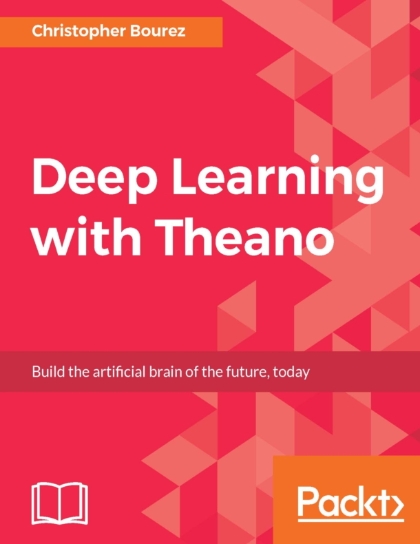 Christopher Bourez
Deep Learning
with Theano
Build the artificial brain of the future, today
Packt>